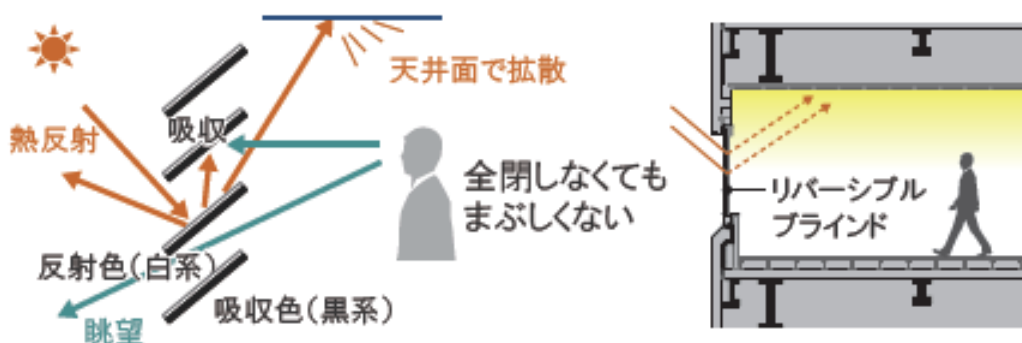 天井面で拡散
吸収
熱反射
全閉しなくても
まぶしくない
反射色(白系)
吸収色(黒系)
眺望
リバーシブル
ブラインド